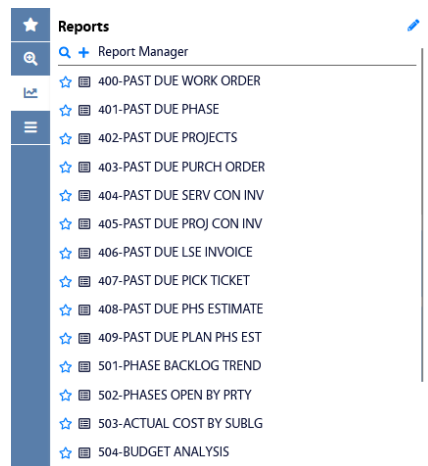 Reports
Report Manager
400-PAST DUE WORK ORDER
401-PAST DUE PHASE
402-PAST DUE PROJECTS
403-PAST DUE PURCH ORDER
404-PAST DUE SERV CON INV
405-PAST DUE PROJ CON INV
406-PAST DUE LSE INVOICE
407-PAST DUE PICK TICKET
408-PAST DUE PHS ESTIMATE
409-PAST DUE PLAN PHS EST
501-PHASE BACKLOG TREND
502-PHASES OPEN BY PRTY
503-ACTUAL COST BY SUBLG
504-BUDGET ANALYSIS